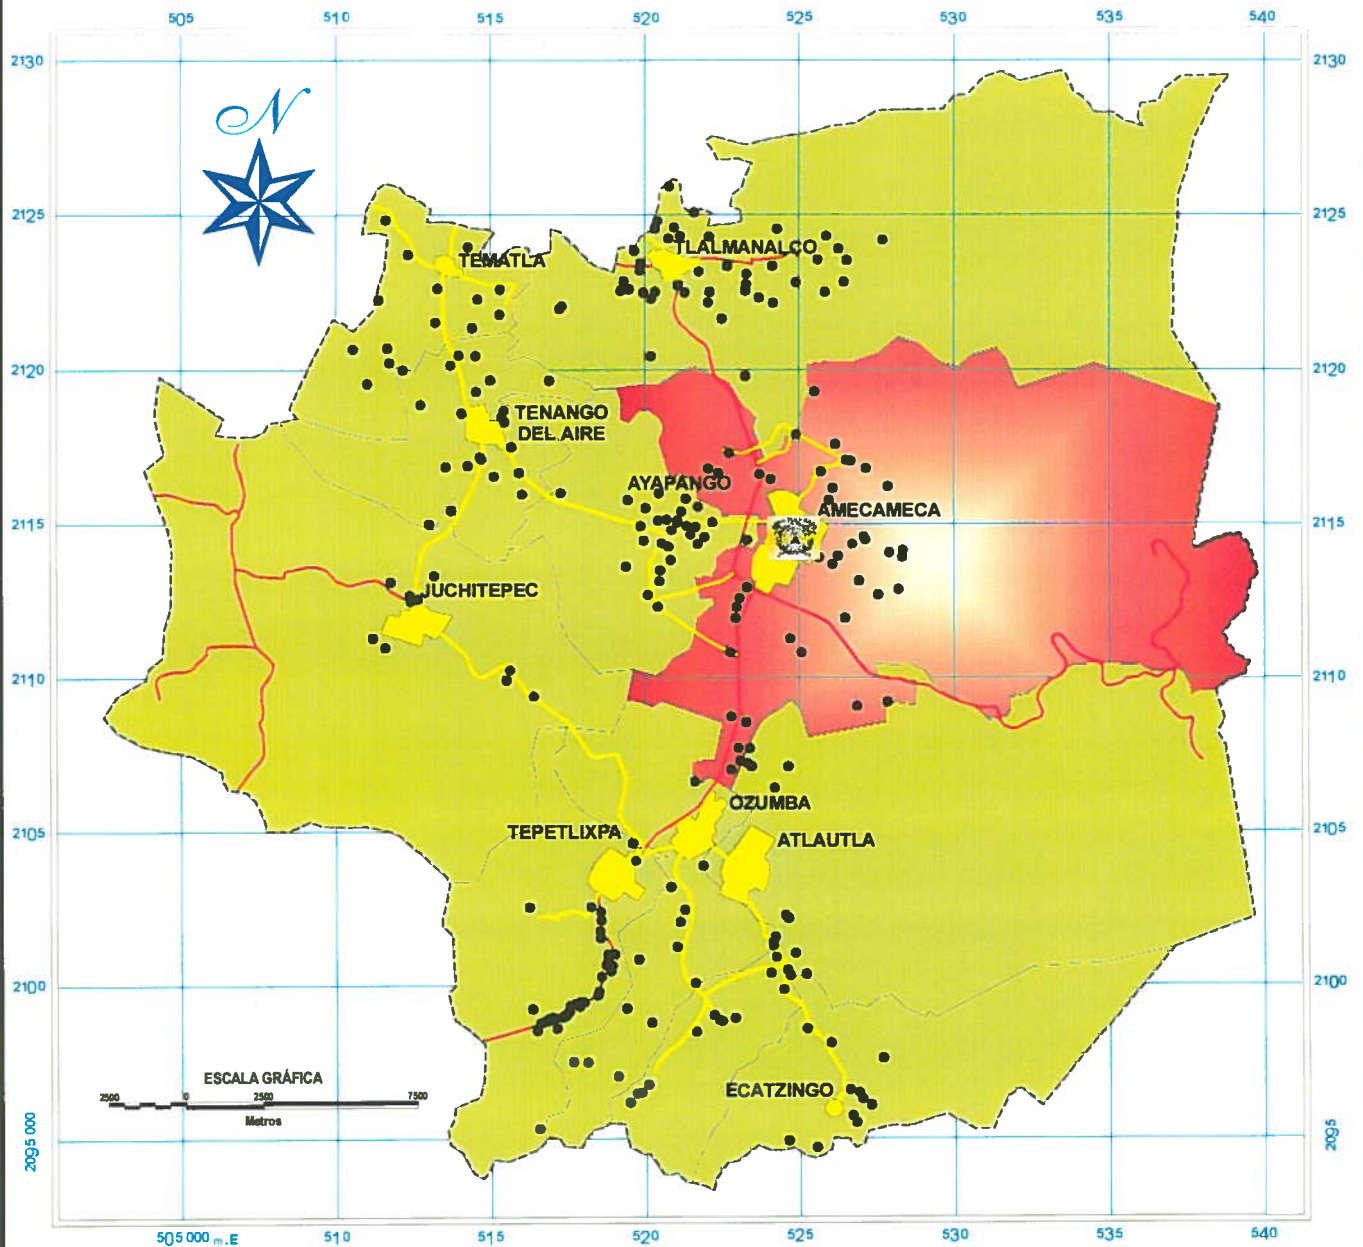 505 510 515 520 525 530 535 540
2130 2130
N
2125 2125
TLALMANALCO
TEMATLA
2120 2120
TENANGO
DEL AIRE
AYAPANGO
AMECAMECA
2115 2115
JUCHITEPEC
2110 2110
OZUMBA
TEPETLIXPA
ATLAUTLA
2105 2105
2100 2100
ESCALA GRÁFICA
2500 0 2500 7500
Metros
ECATZINGO
2095 000 2095
505 000 m.E 510 515 520 525 530 535 540